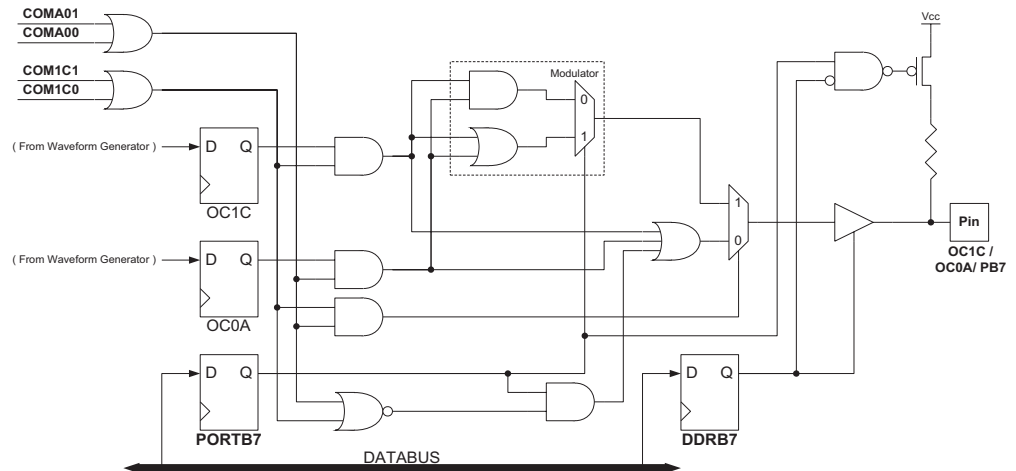 COMA01
COMA00
COM1C1
COM1C0
Vcc
Modulator
0
1
( From Waveform Generator )
D Q
OC1C
1
0
Pin
OC1C /
OC0A/ PB7
( From Waveform Generator )
D Q
OC0A
D Q
PORTB7
D Q
DDRB7
DATABUS